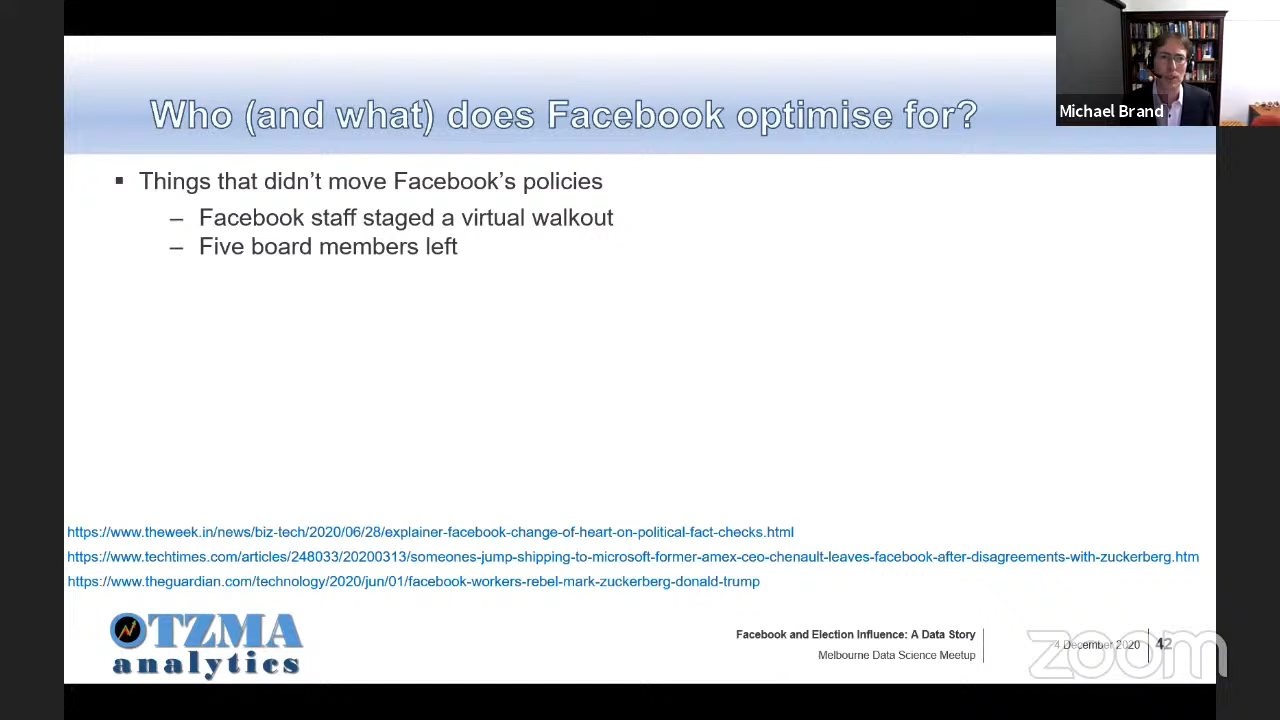 Who (and what) does Facebook optimise for?
Michael Brand
▪ Things that didn't move Facebook's policies
– Facebook staff staged a virtual walkout
– Five board members left
https://www.theweek.in/news/biz-tech/2020/06/28/explainer-facebook-change-of-heart-on-political-fact-checks.html
https://www.techtimes.com/articles/248033/20200313/someones-jump-shipping-to-microsoft-former-amex-ceo-chenault-leaves-facebook-after-disagreements-with-zuckerberg.htm
https://www.theguardian.com/technology/2020/jun/01/facebook-workers-rebel-mark-zuckerberg-donald-trump
OTZMA
analytics
Facebook and Election Influence: A Data Story
Melbourne Data Science Meetup
4 December 2020
42
zoom